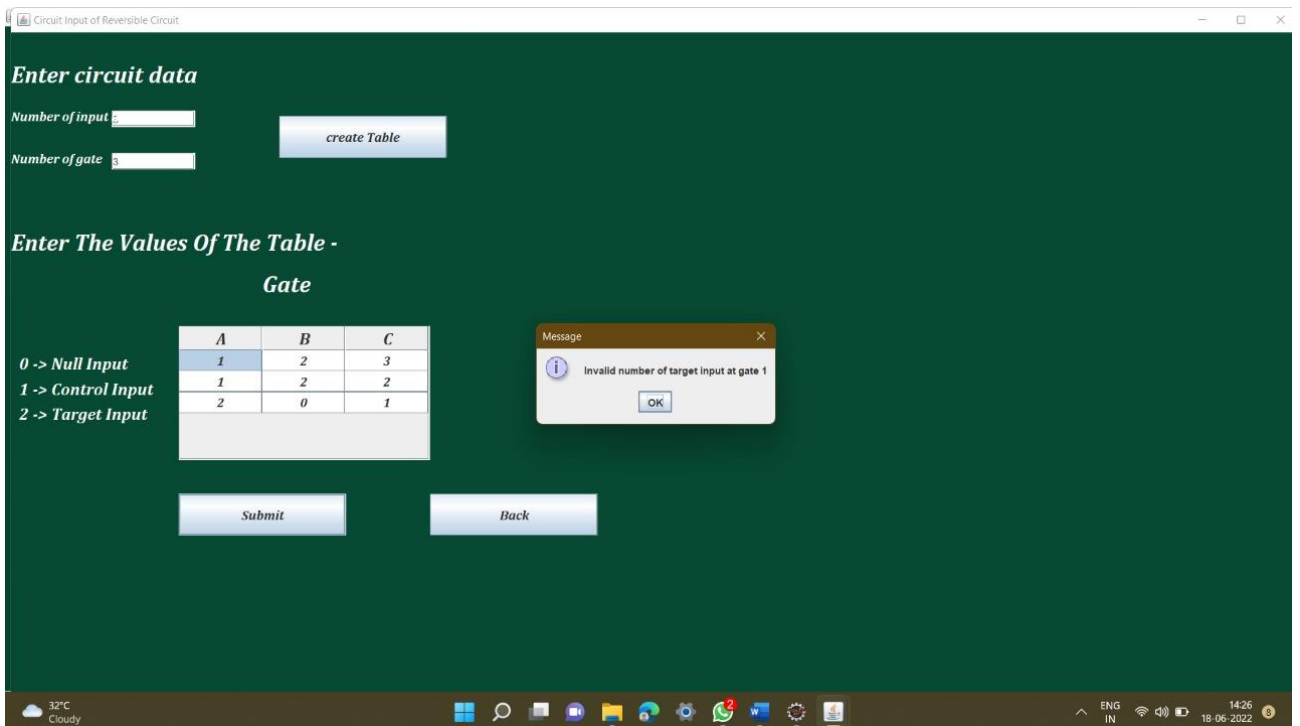 Circuit Input of Reversible Circuit
Enter circuit data
Number of input
create Table
Number of gate 3
Enter The Values Of The Table -
Gate
A B C
1 2 3
1 2 2
2 0 1
0 -> Null Input
1 -> Control Input
2 -> Target Input
Message
Invalid number of target input at gate 1
OK
Submit
Back
32°C
Cloudy
2
W
ENG
IN
14:26
18-06-2022
8